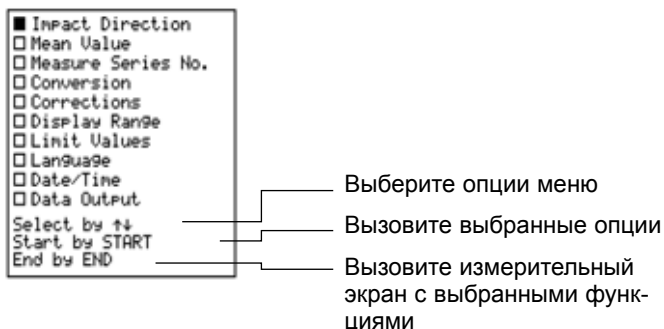 ■ Impact Direction
□ Mean Value
□ Measure Series No.
□ Conversion
□ Corrections
□ Display Range
□ Limit Values
□ Language
□ Date/Time
□ Data Output
Select by ↑↓
Start by START
End by END
Выберите опции меню
Вызовите выбранные опции
Вызовите измерительный
экран с выбранными функ-
циями